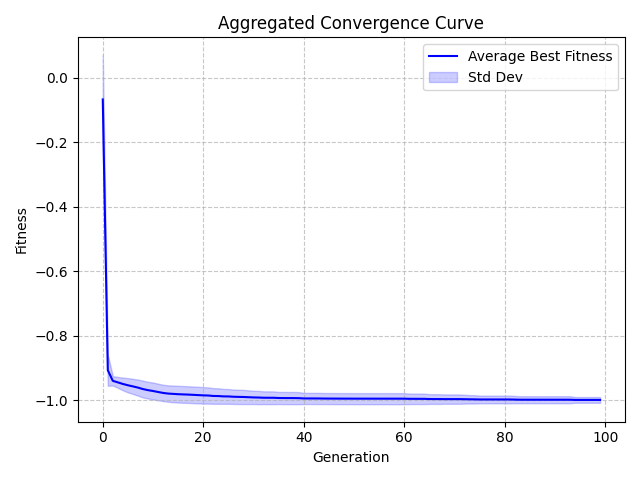 Aggregated Convergence Curve
Average Best Fitness
Std Dev
Fitness
0.0
−0.2
−0.4
−0.6
−0.8
−1.0
0 20 40 60 80 100
Generation